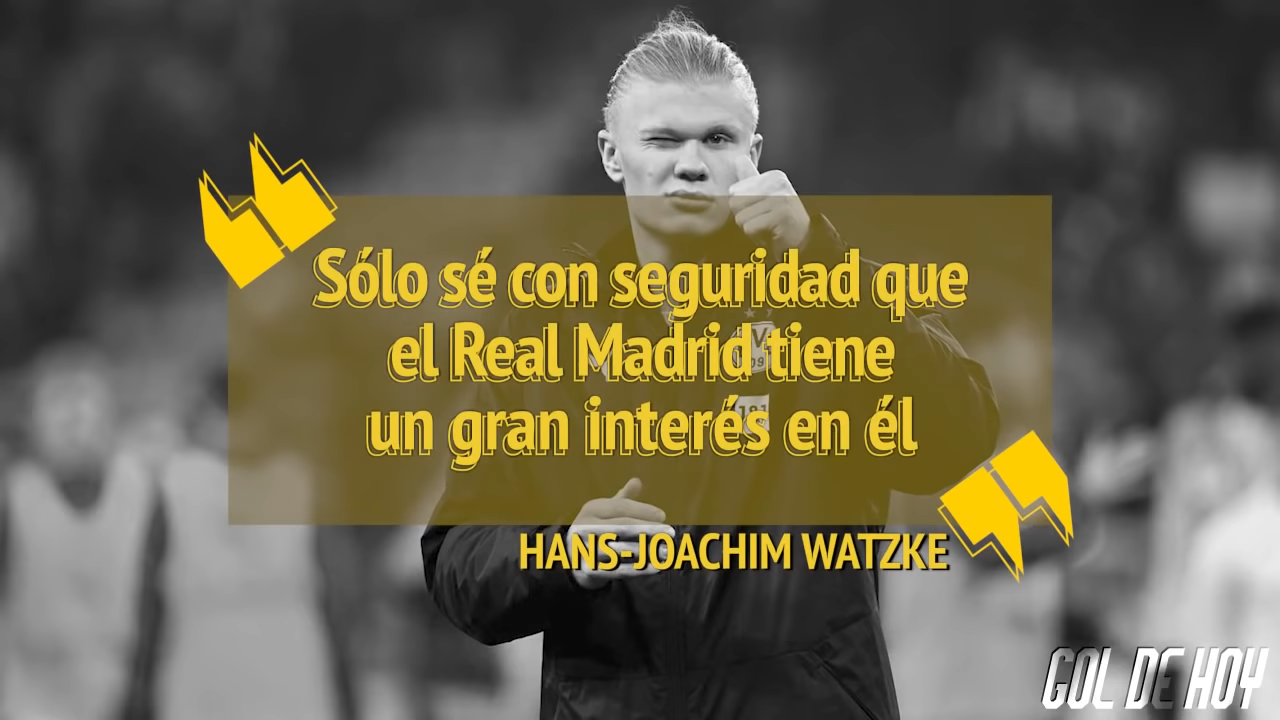 Sólo sé con seguridad que
el Real Madrid tiene
un gran interés en él
HANS-JOACHIM WATZKE
GOL DE HOY